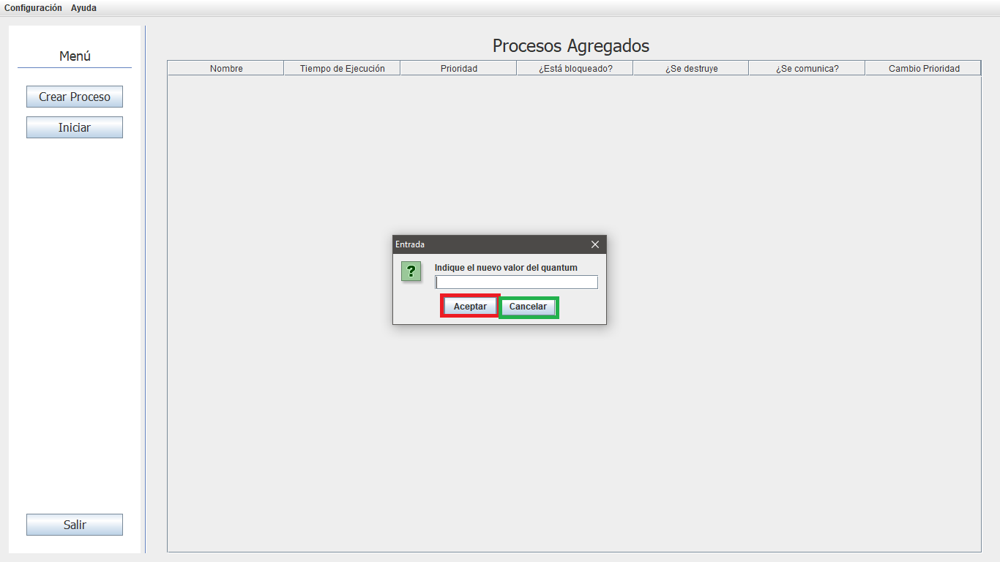 Configuración Ayuda
Menú
Crear Proceso
Iniciar
Salir
Procesos Agregados
Nombre Tiempo de Ejecución Prioridad ¿Está bloqueado? ¿Se destruye ¿Se comunica? Cambio Prioridad
Entrada
?
Indique el nuevo valor del quantum
Aceptar Cancelar